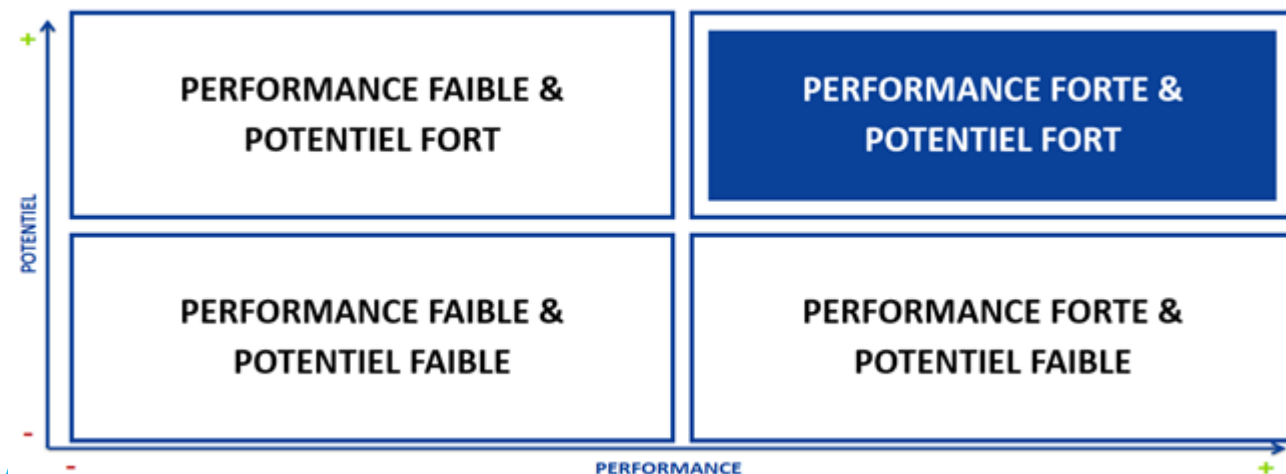 +
PERFORMANCE FAIBLE &
POTENTIEL FORT
PERFORMANCE FORTE &
POTENTIEL FORT
POTENTIEL
PERFORMANCE FAIBLE &
POTENTIEL FAIBLE
PERFORMANCE FORTE &
POTENTIEL FAIBLE
-
-
PERFORMANCE
+